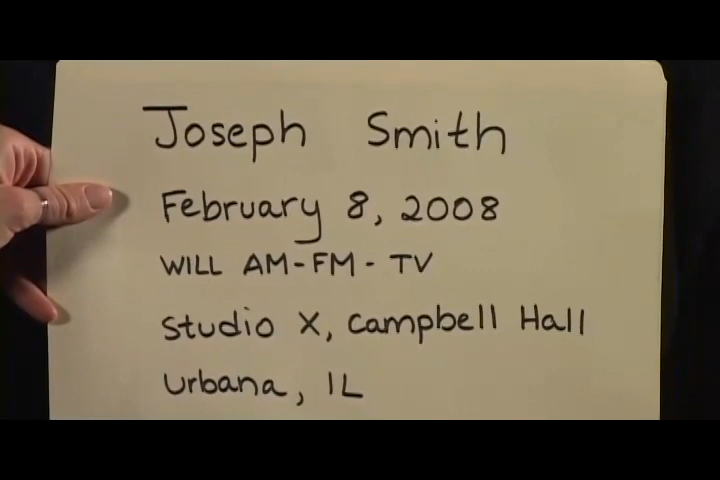 Joseph Smith
February 8, 2008
WILL AM-FM-TV
Studio X, Campbell Hall
Urbana, IL